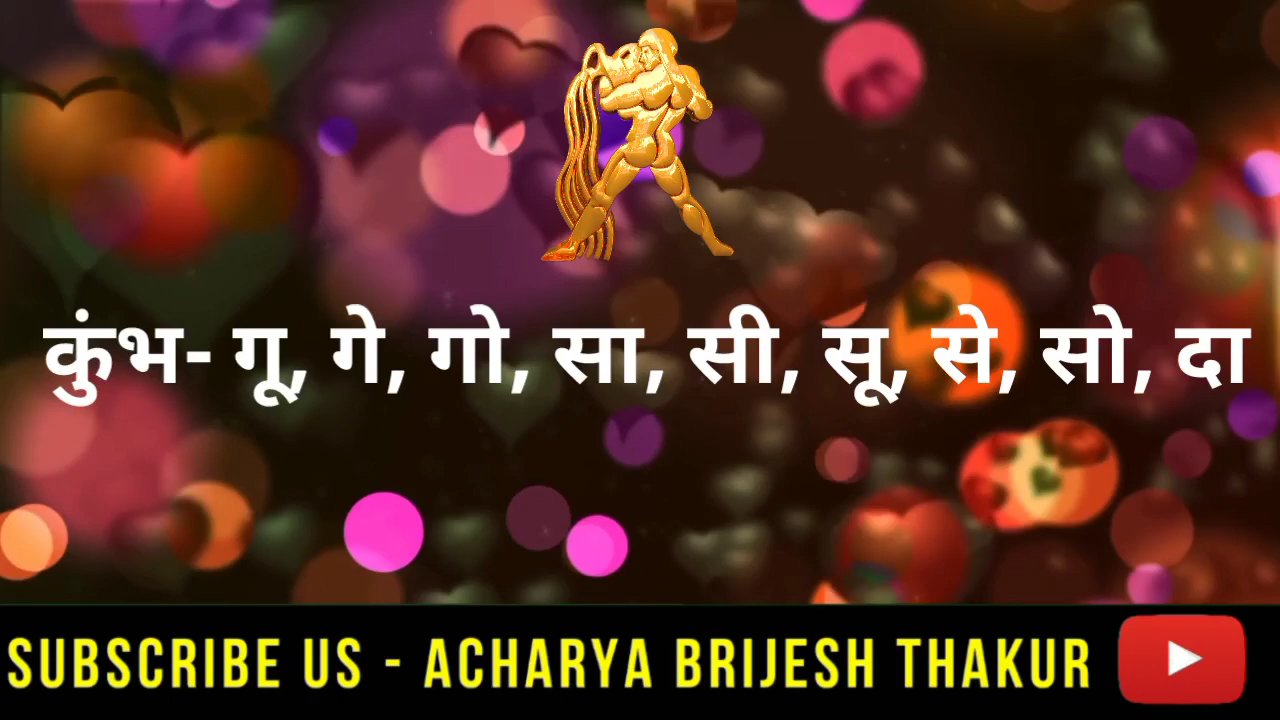 कुंभ- गू, गे, गो, सा, सी, सू, से, सो, दा
SUBSCRIBE US - ACHARYA BRIJESH THAKUR